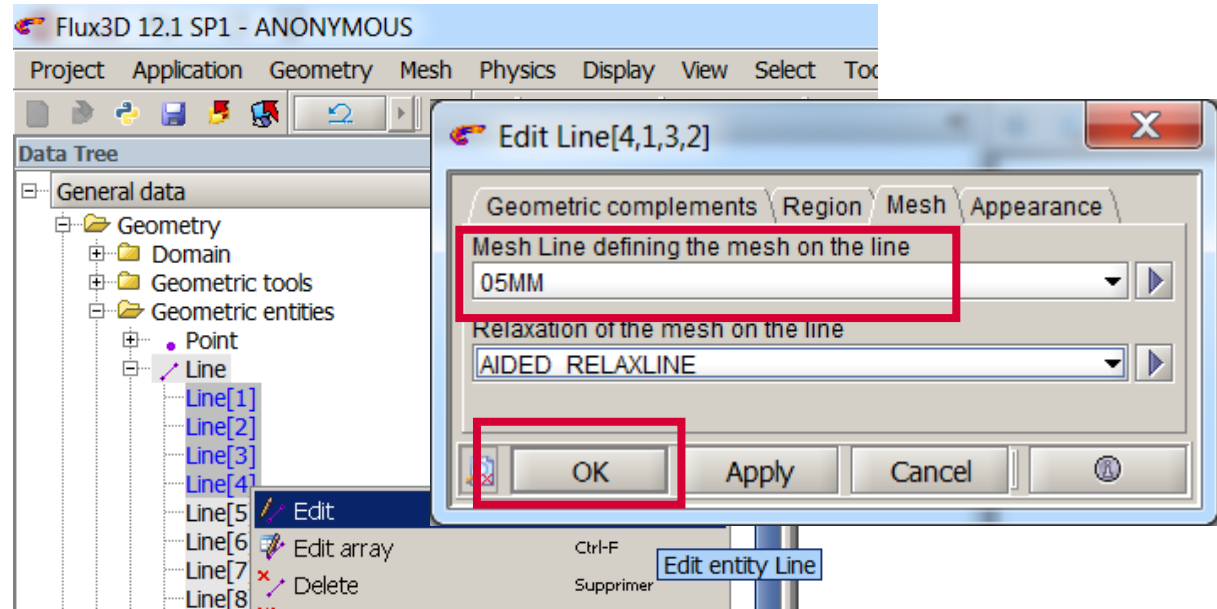 Flux3D 12.1 SP1 - ANONYMOUS
Project Application Geometry Mesh Physics Display View Select
Data Tree
General data
Geometry
Domain
Geometric tools
Geometric entities
Point
Line
Line[1]
Line[2]
Line[3]
Line[4]
Line[5
Line[6
Line[7
Line[8
Edit
Edit array Ctrl-F
Delete Supprimer
Edit entity Line
Edit Line[4,1,3,2]
X
Geometric complements Region Mesh Appearance
Mesh Line defining the mesh on the line
05MM
Relaxation of the mesh on the line
AIDED_RELAXLINE
OK Apply Cancel